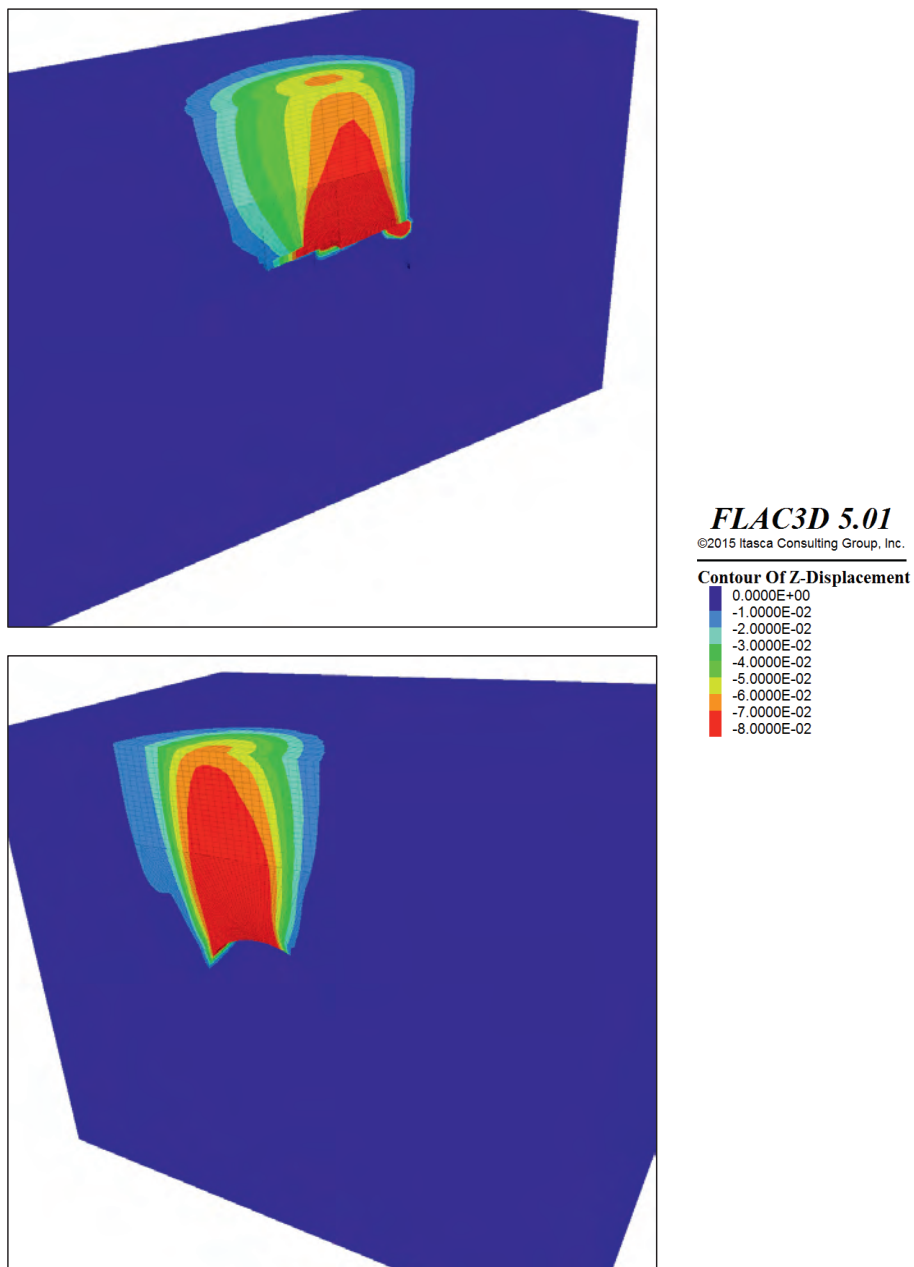 FLAC3D 5.01
©2015 Itasca Consulting Group, Inc.
Contour Of Z-Displacement
0.0000E+00
-1.0000E-02
-2.0000E-02
-3.0000E-02
-4.0000E-02
-5.0000E-02
-6.0000E-02
-7.0000E-02
-8.0000E-02